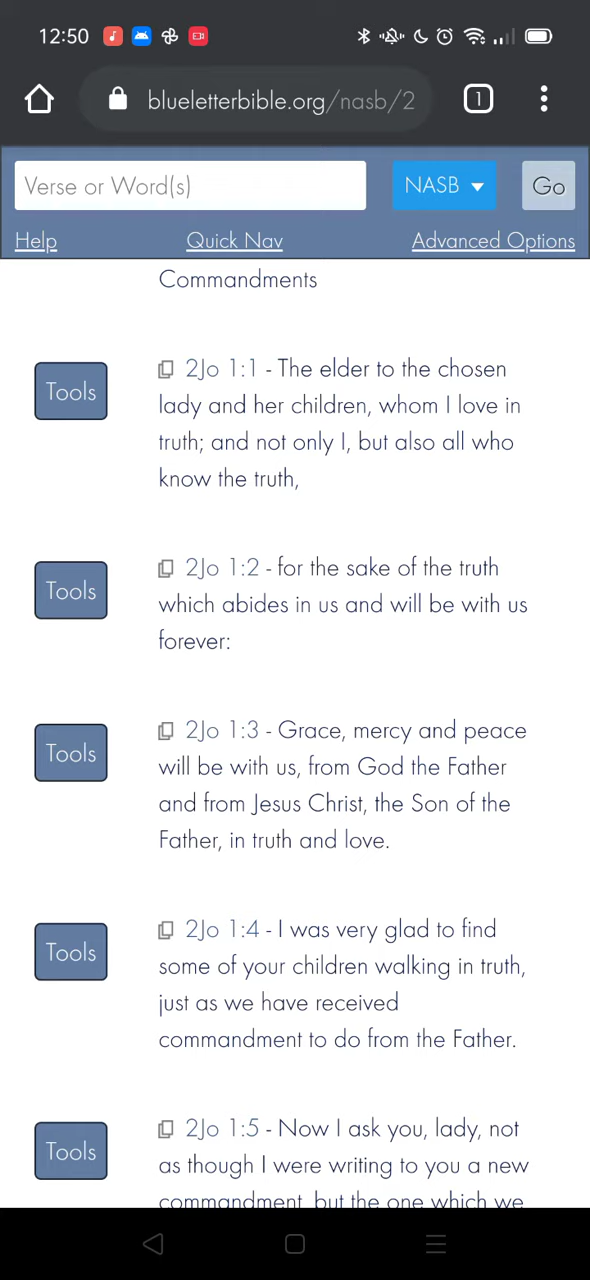 12:50
blueletterbible.org/nasb/2
1
Verse or Word(s)
NASB
Go
Help
Quick Nav
Advanced Options
Commandments
Tools
2Jo 1:1 - The elder to the chosen
lady and her children, whom I love in
truth; and not only I, but also all who
know the truth,
Tools
2Jo 1:2 - for the sake of the truth
which abides in us and will be with us
forever:
Tools
2Jo 1:3 - Grace, mercy and peace
will be with us, from God the Father
and from Jesus Christ, the Son of the
Father, in truth and love.
Tools
2Jo 1:4 - I was very glad to find
some of your children walking in truth,
just as we have received
commandment to do from the Father.
Tools
2Jo 1:5 - Now I ask you, lady, not
as though I were writing to you a new
commandment, but the one which we